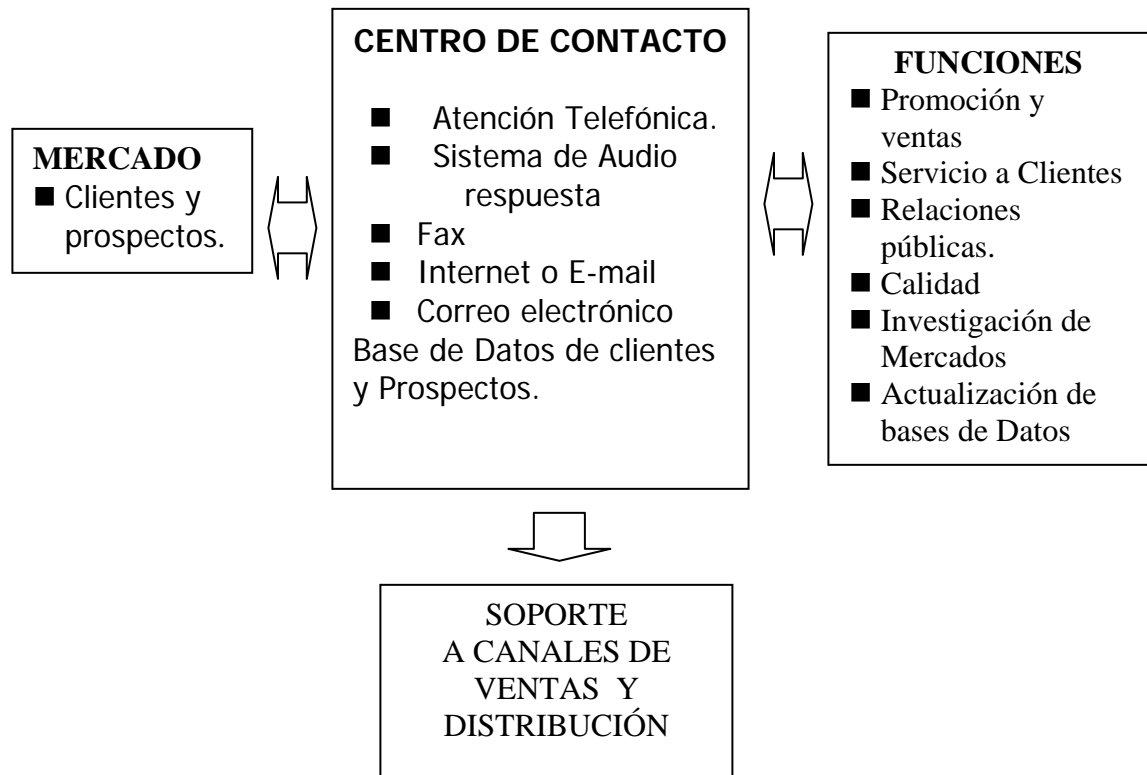 MERCADO
■ Clientes y
prospectos.
CENTRO DE CONTACTO
■ Atención Telefónica.
■ Sistema de Audio
respuesta
■ Fax
■ Internet o E-mail
■ Correo electrónico
Base de Datos de clientes
y Prospectos.
FUNCIONES
■ Promoción y
ventas
■ Servicio a Clientes
■ Relaciones
públicas.
■ Calidad
■ Investigación de
Mercados
■ Actualización de
bases de Datos
SOPORTE
A CANALES DE
VENTAS Y
DISTRIBUCIÓN